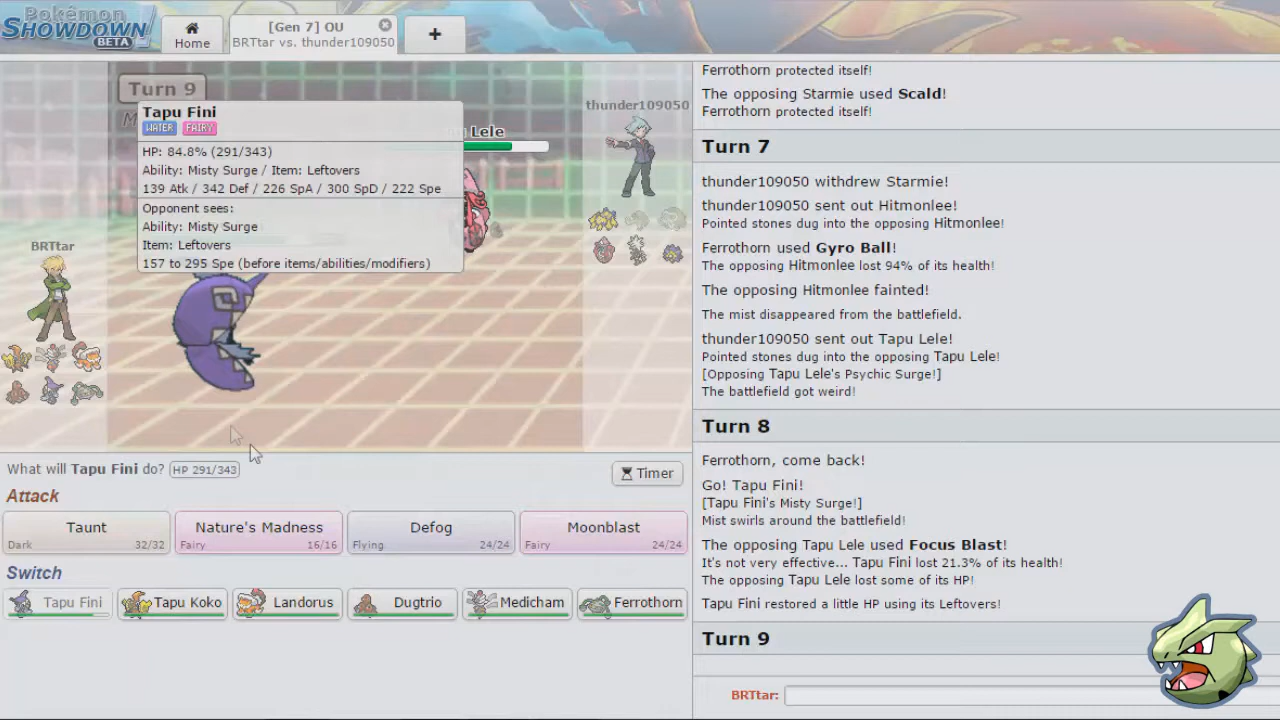 Pokémon
SHOWDOWN
BETA
Home
[Gen 7] OU
BRTtar vs. thunder109050
+
Turn 9
Tapu Fini
WATER FAIRY
HP: 84.8% (291/343)
Ability: Misty Surge / Item: Leftovers
139 Atk / 342 Def / 226 SpA / 300 SpD / 222 Spe
Opponent sees:
Ability: Misty Surge
Item: Leftovers
157 to 295 Spe (before items/abilities/modifiers)
Lele
thunder109050
BRTtar
What will Tapu Fini do? HP 291/343
Timer
Attack
Taunt
Dark 32/32
Nature's Madness
Fairy 16/16
Defog
Flying 24/24
Moonblast
Fairy 24/24
Switch
Tapu Fini
Tapu Koko
Landorus
Dugtrio
Medicham
Ferrothorn
Ferrothorn protected itself!
The opposing Starmie used Scald!
Ferrothorn protected itself!
Turn 7
thunder109050 withdrew Starmie!
thunder109050 sent out Hitmonlee!
Pointed stones dug into the opposing Hitmonlee!
Ferrothorn used Gyro Ball!
The opposing Hitmonlee lost 94% of its health!
The opposing Hitmonlee fainted!
The mist disappeared from the battlefield.
thunder109050 sent out Tapu Lele!
Pointed stones dug into the opposing Tapu Lele!
[Opposing Tapu Lele's Psychic Surge!]
The battlefield got weird!
Turn 8
Ferrothorn, come back!
Go! Tapu Fini!
[Tapu Fini's Misty Surge!]
Mist swirls around the battlefield!
The opposing Tapu Lele used Focus Blast!
It's not very effective... Tapu Fini lost 21.3% of its health!
The opposing Tapu Lele lost some of its HP!
Tapu Fini restored a little HP using its Leftovers!
Turn 9
BRTtar: